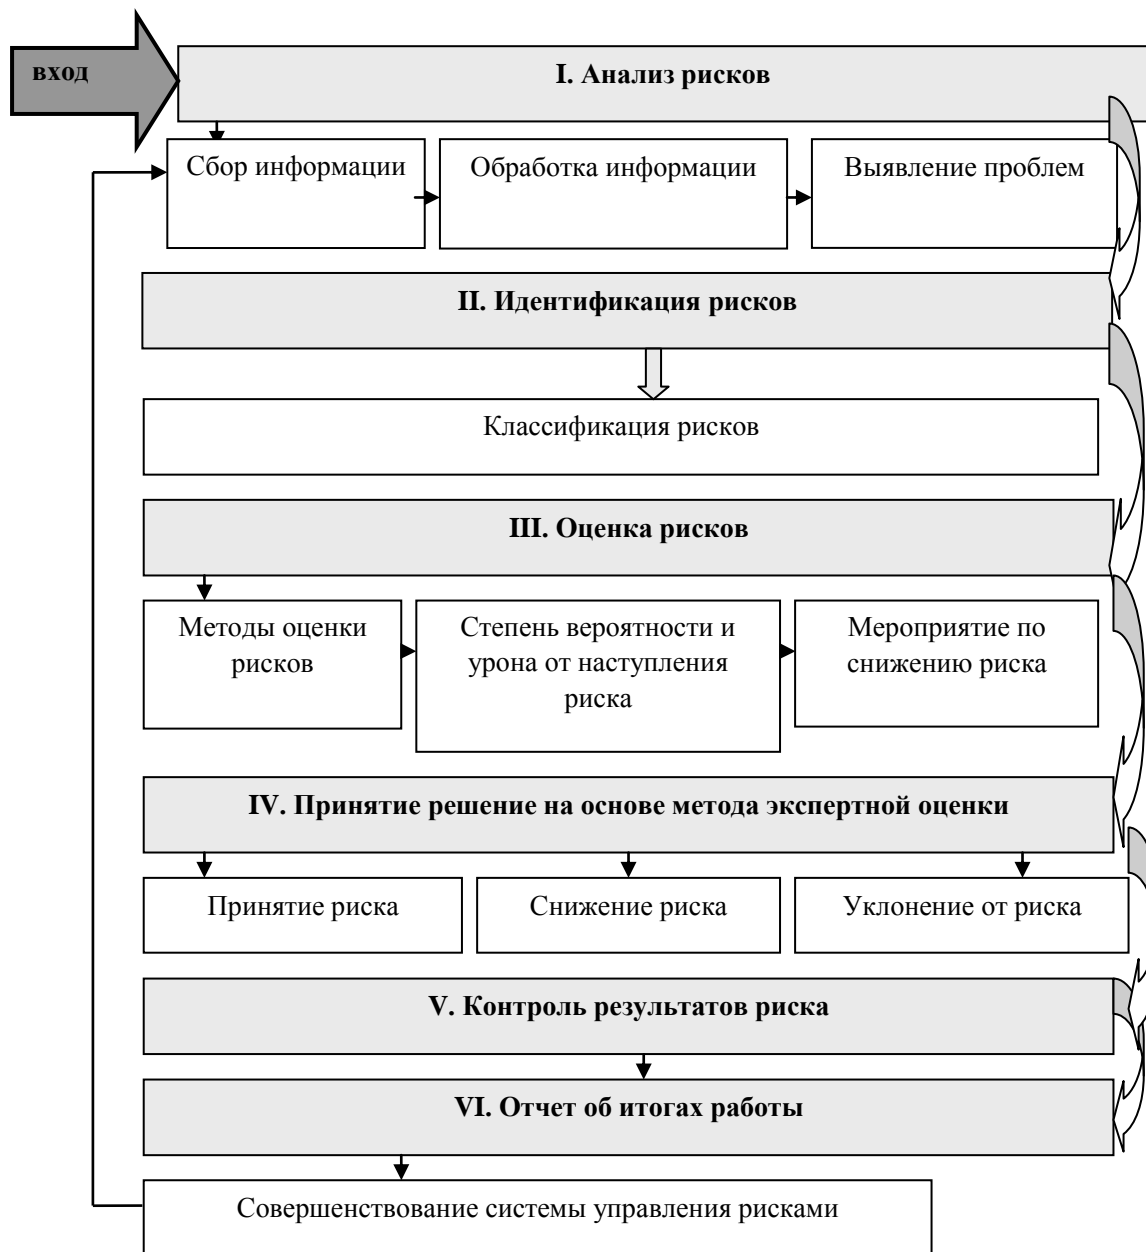 вход
I. Анализ рисков
Сбор информации
Обработка информации
Выявление проблем
II. Идентификация рисков
Классификация рисков
III. Оценка рисков
Методы оценки
рисков
Степень вероятности и
урона от наступления
риска
Мероприятие по
снижению риска
IV. Принятие решение на основе метода экспертной оценки
Принятие риска
Снижение риска
Уклонение от риска
V. Контроль результатов риска
VI. Отчет об итогах работы
Совершенствование системы управления рисками